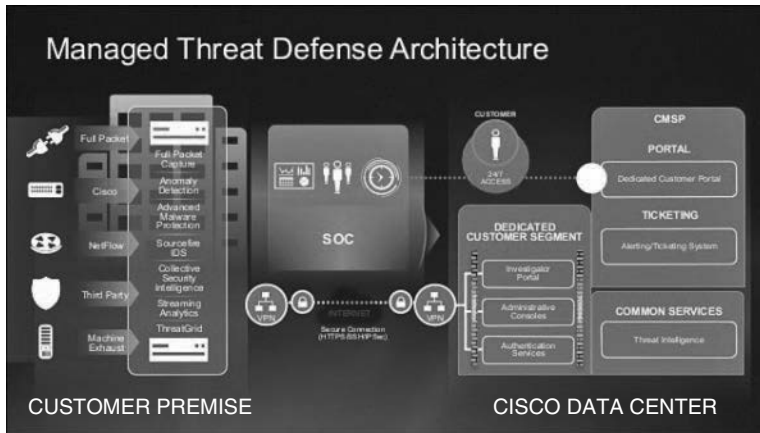 Managed Threat Defense Architecture
Full Packet
Cisco
NetFlow
Third Party
Machine
Exhaust
Full Packet
Capture
Anomaly
Detection
Advanced
Malware
Protection
Sourcefire
IDS
Collective
Security
Intelligence
Streaming
Analytics
ThreatGrid
SOC
VPN
INTERNET
Secure Connection
(HTTPS/SSH/IPSec)
VPN
CUSTOMER
24/7
ACCESS
DEDICATED
CUSTOMER SEGMENT
Investigator
Portal
Administrative
Consoles
Authentication
Services
CMSP
PORTAL
Dedicated Customer Portal
TICKETING
Alerting/Ticketing System
COMMON SERVICES
Threat Intelligence
CUSTOMER PREMISE
CISCO DATA CENTER